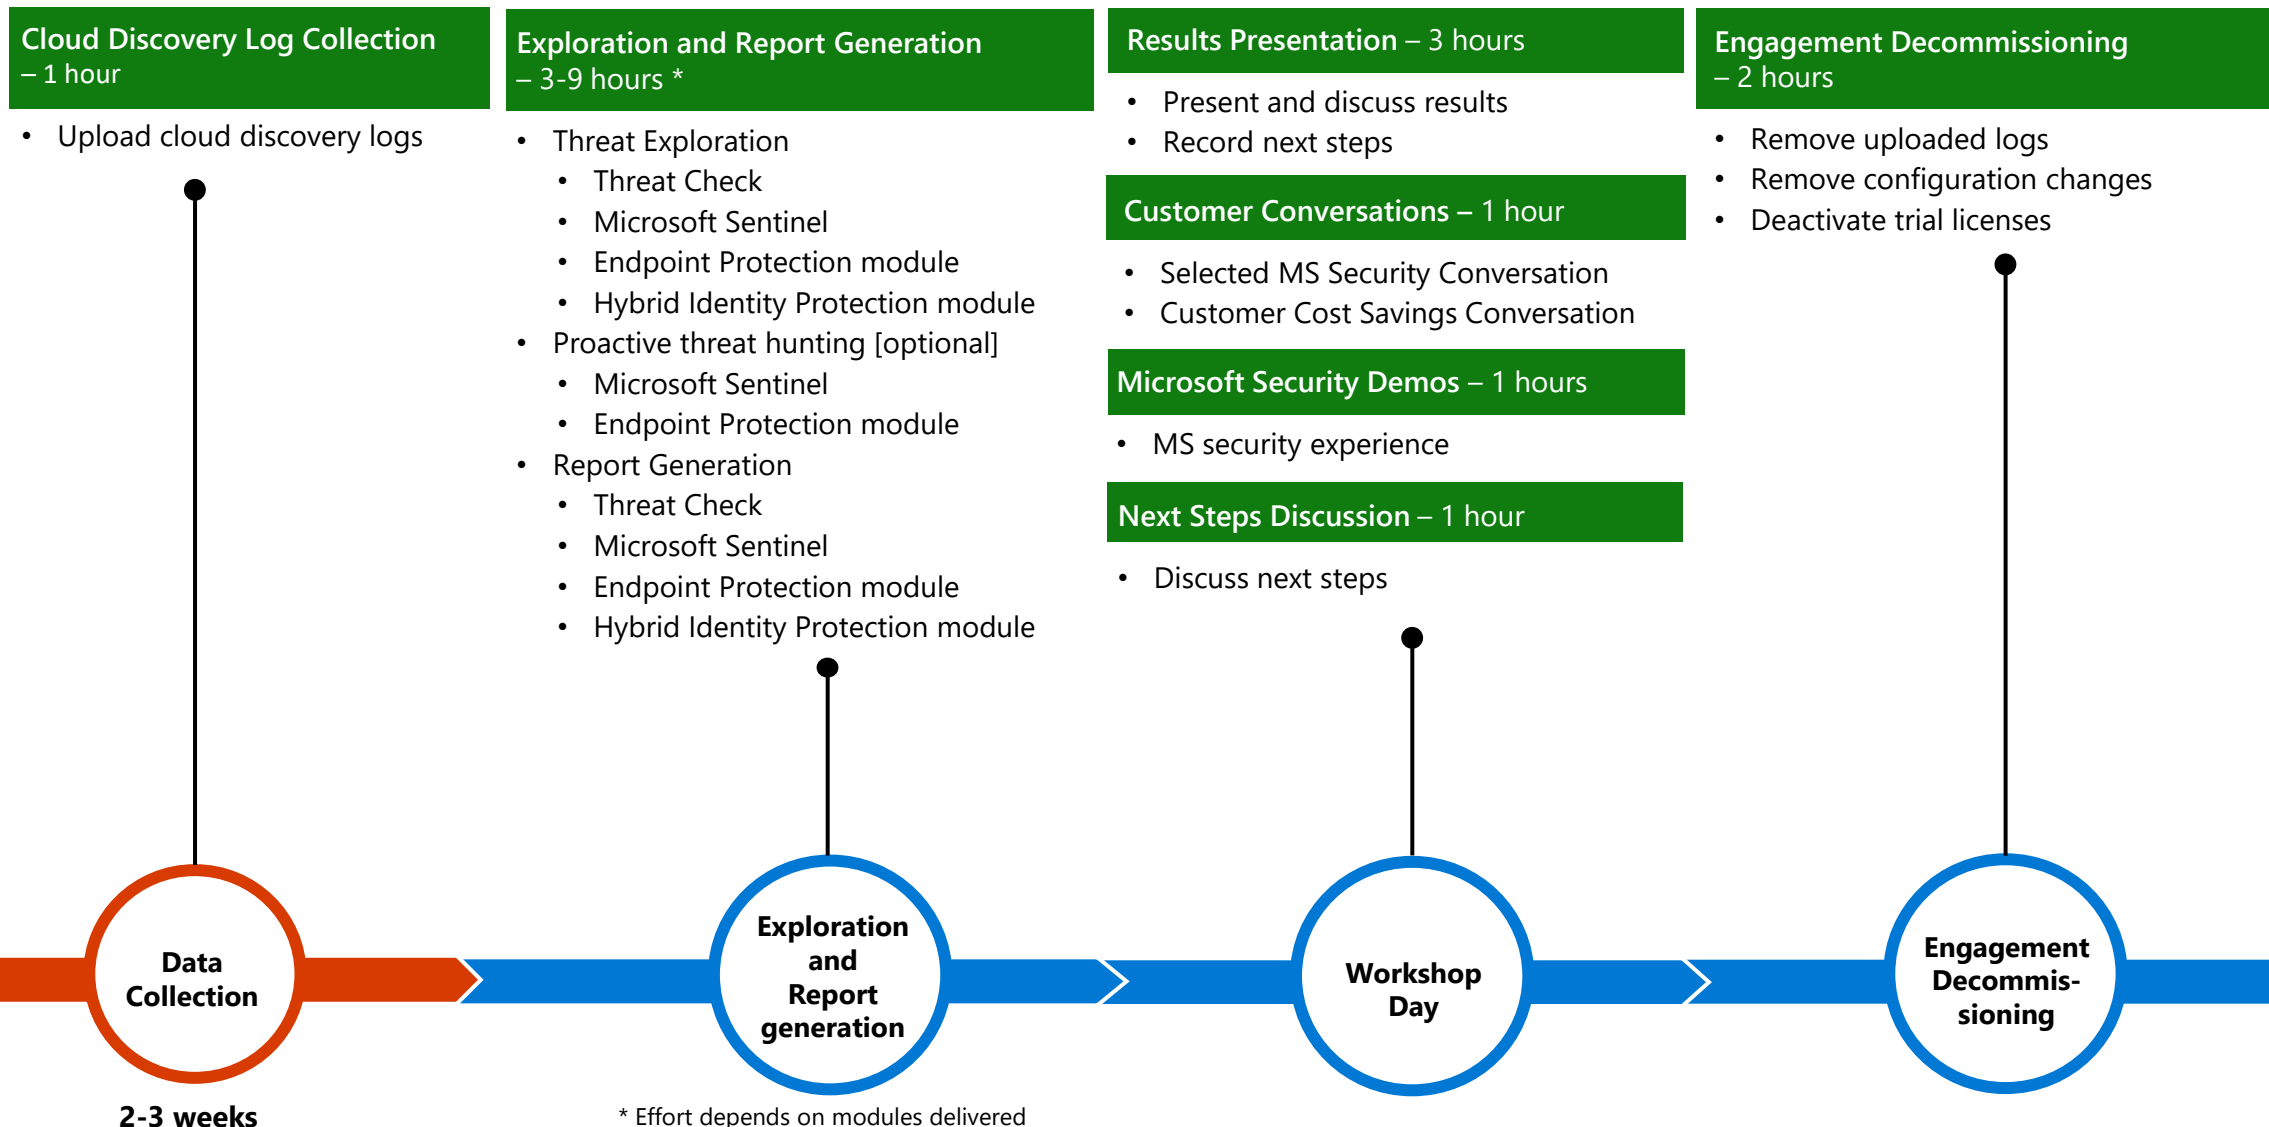 Cloud Discovery Log Collection
– 1 hour
• Upload cloud discovery logs
Exploration and Report Generation
– 3-9 hours *
• Threat Exploration
• Threat Check
• Microsoft Sentinel
• Endpoint Protection module
• Hybrid Identity Protection module
• Proactive threat hunting [optional]
• Microsoft Sentinel
• Endpoint Protection module
• Report Generation
• Threat Check
• Microsoft Sentinel
• Endpoint Protection module
• Hybrid Identity Protection module
Results Presentation – 3 hours
• Present and discuss results
• Record next steps
Customer Conversations – 1 hour
• Selected MS Security Conversation
• Customer Cost Savings Conversation
Microsoft Security Demos – 1 hours
• MS security experience
Next Steps Discussion – 1 hour
• Discuss next steps
Engagement Decommissioning
– 2 hours
• Remove uploaded logs
• Remove configuration changes
• Deactivate trial licenses
Data
Collection
Exploration
and
Report
generation
Workshop
Day
Engagement
Decommis-
sioning
2-3 weeks
* Effort depends on modules delivered